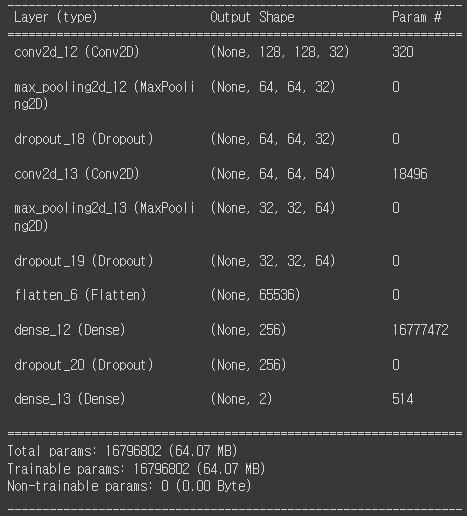 Layer (type) Output Shape Param #
conv2d_12 (Conv2D) (None, 128, 128, 32) 320
max_pooling2d_12 (MaxPooli (None, 64, 64, 32) 0
ng2D)
dropout_18 (Dropout) (None, 64, 64, 32) 0
conv2d_13 (Conv2D) (None, 64, 64, 64) 18496
max_pooling2d_13 (MaxPooli (None, 32, 32, 64) 0
ng2D)
dropout_19 (Dropout) (None, 32, 32, 64) 0
flatten_6 (Flatten) (None, 65536) 0
dense_12 (Dense) (None, 256) 16777472
dropout_20 (Dropout) (None, 256) 0
dense_13 (Dense) (None, 2) 514
Total params: 16796802 (64.07 MB)
Trainable params: 16796802 (64.07 MB)
Non-trainable params: 0 (0.00 Byte)